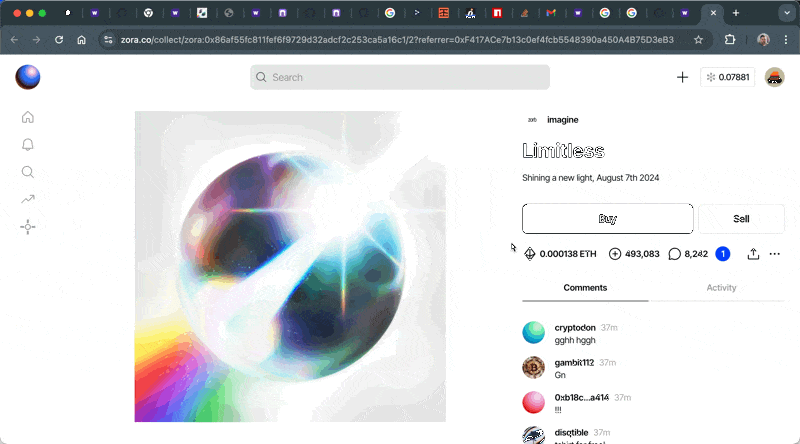 zora.co/collect/zora:0x86af55fc811fef6f9729d32adcf2c253ca5a16c1/2?referrer=0xF417ACe7b13c0ef4fcb5548390a450A4B75D3eB3
Search
0.07881
zorb
imagine
Limitless
Shining a new light, August 7th 2024
Buy
Sell
0.000138 ETH
493,083
8,242
1
Comments
Activity
cryptodon 37m
gghh hggh
gambit112 37m
Gn
0xb18c...a414 37m
!!!
disqtible 37m